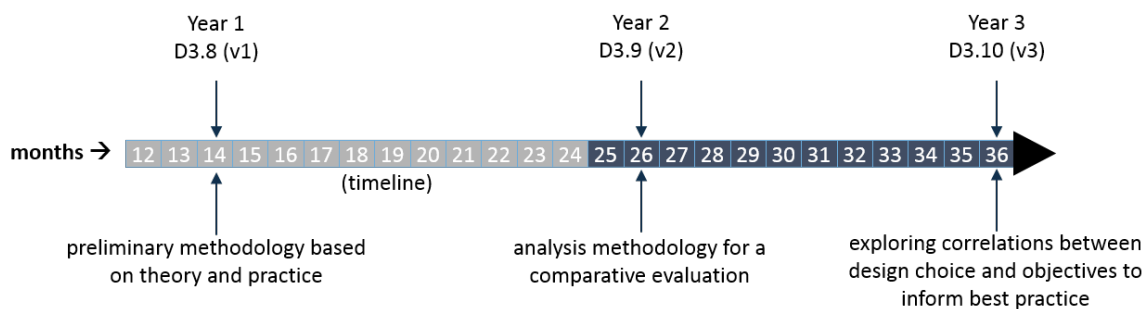 Year 1
D3.8 (v1)
Year 2
D3.9 (v2)
Year 3
D3.10 (v3)
months → 12 13 14 15 16 17 18 19 20 21 22 23 24 25 26 27 28 29 30 31 32 33 34 35 36
(timeline)
preliminary methodology based
on theory and practice
analysis methodology for a
comparative evaluation
exploring correlations between
design choice and objectives to
inform best practice